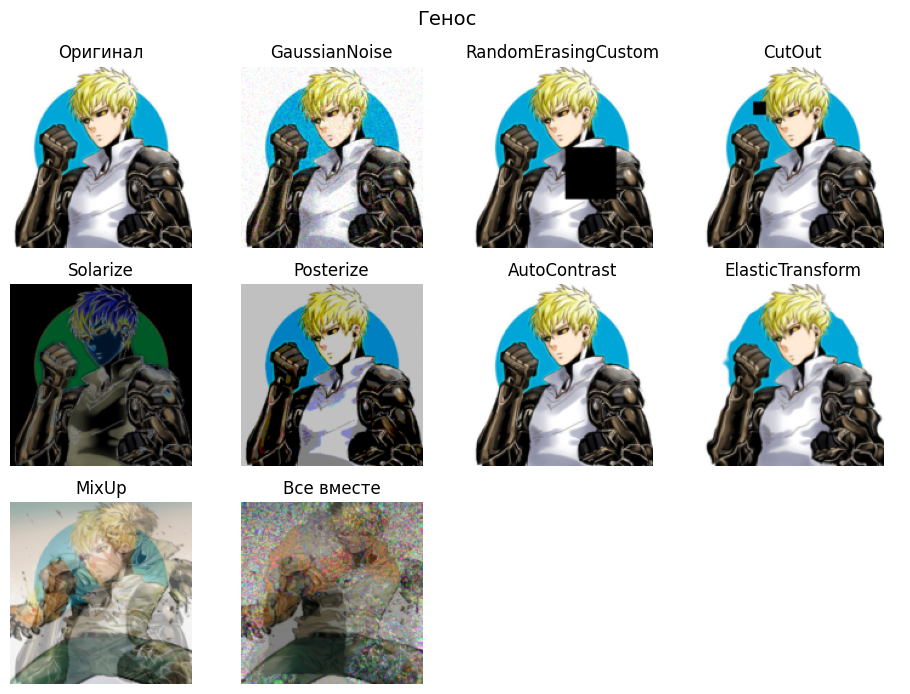 Генос
Оригинал
GaussianNoise
RandomErasingCustom
CutOut
Solarize
Posterize
AutoContrast
ElasticTransform
MixUp
Все вместе